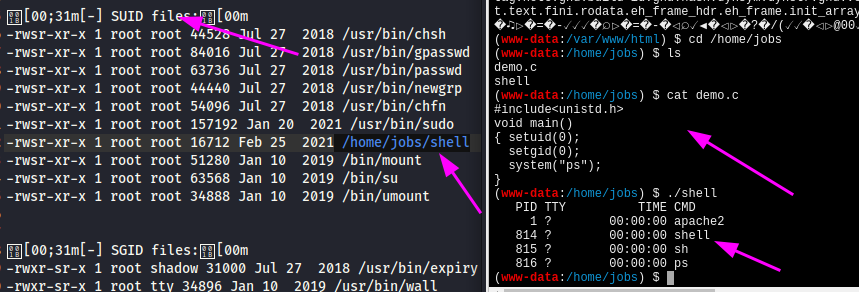 [00;31m[-] SUID files:[00m
-rwsr-xr-x 1 root root 44528 Jul 27 2018 /usr/bin/chsh
-rwsr-xr-x 1 root root 84016 Jul 27 2018 /usr/bin/gpasswd
-rwsr-xr-x 1 root root 63736 Jul 27 2018 /usr/bin/passwd
-rwsr-xr-x 1 root root 44440 Jul 27 2018 /usr/bin/newgrp
-rwsr-xr-x 1 root root 54096 Jul 27 2018 /usr/bin/chfn
-rwsr-xr-x 1 root root 157192 Jan 20 2021 /usr/bin/sudo
-rwsr-xr-x 1 root root 16712 Feb 25 2021 /home/jobs/shell
-rwsr-xr-x 1 root root 51280 Jan 10 2019 /bin/mount
-rwsr-xr-x 1 root root 63568 Jan 10 2019 /bin/su
-rwsr-xr-x 1 root root 34888 Jan 10 2019 /bin/umount
[00;31m[-] SGID files:[00m
-rwxr-sr-x 1 root shadow 31000 Jul 27 2018 /usr/bin/expiry
-rwxr-sr-x 1 root tty 34896 Jan 10 2019 /usr/bin/wall
t.text.fini.rodata.eh_frame_hdr.eh_frame.init_array
(www-data:/var/www/html) $ cd /home/jobs
(www-data:/home/jobs) $ ls
demo.c
shell
(www-data:/home/jobs) $ cat demo.c
#include<unistd.h>
void main()
{ setuid(0);
setgid(0);
system("ps");
}
(www-data:/home/jobs) $ ./shell
PID TTY TIME CMD
1 ? 00:00:00 apache2
814 ? 00:00:00 shell
815 ? 00:00:00 sh
816 ? 00:00:00 ps
(www-data:/home/jobs) $